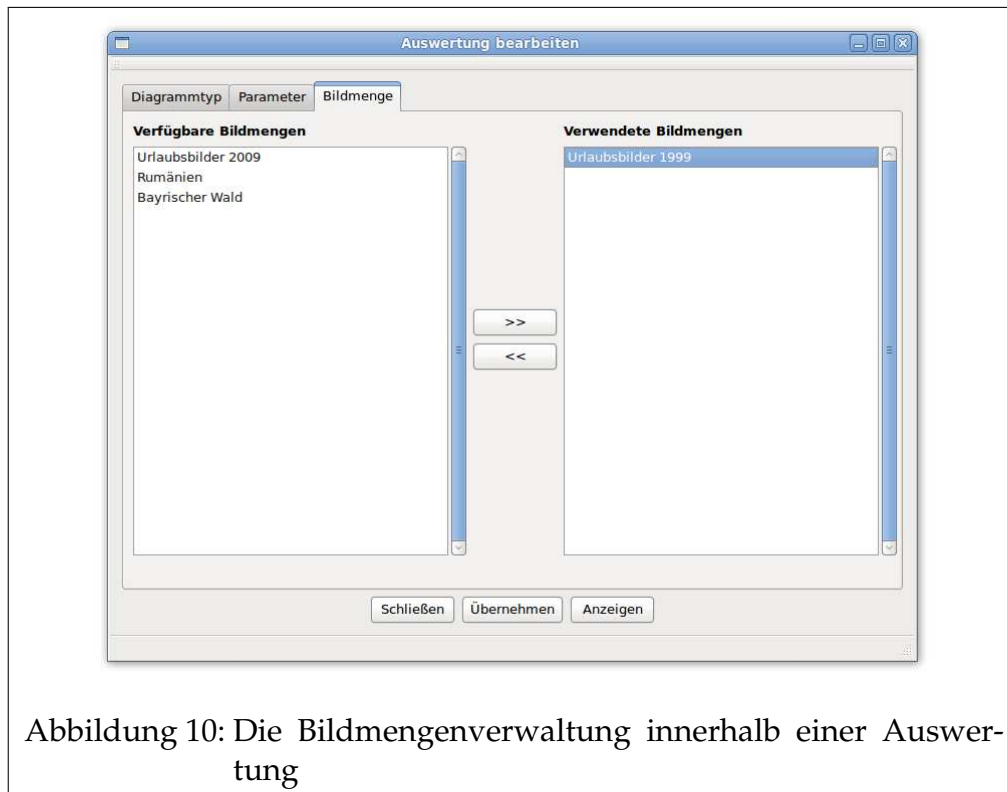 Auswertung bearbeiten
Diagrammtyp Parameter Bildmenge
Verfügbare Bildmengen
Urlaubsbilder 2009
Rumänien
Bayrischer Wald
>>
<<
Verwendete Bildmengen
Urlaubsbilder 1999
Schließen Übernehmen Anzeigen
Abbildung 10: Die Bildmengenverwaltung innerhalb einer Auswer-
tung